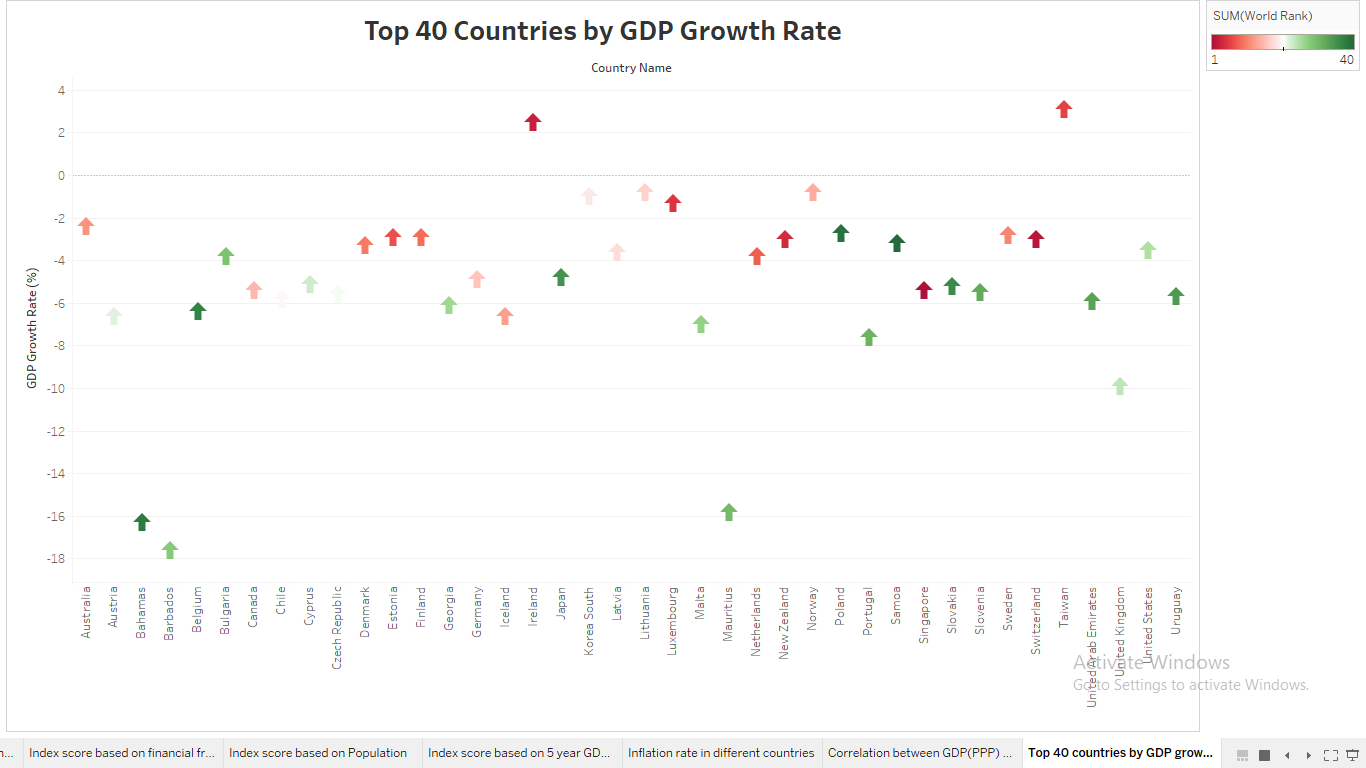 Top 40 Countries by GDP Growth Rate
SUM(World Rank)
1 40
Country Name
GDP Growth Rate (%)
4
2
0
-2
-4
-6
-8
-10
-12
-14
-16
-18
Australia
Austria
Bahamas
Barbados
Belgium
Bulgaria
Canada
Chile
Cyprus
Czech Republic
Denmark
Estonia
Finland
Georgia
Germany
Iceland
Ireland
Japan
Korea South
Latvia
Lithuania
Luxembourg
Malta
Mauritius
Netherlands
New Zealand
Norway
Poland
Portugal
Samoa
Singapore
Slovakia
Slovenia
Sweden
Switzerland
Taiwan
United Arab Emirates
United Kingdom
United States
Uruguay
Activate Windows
Go to Settings to activate Windows.
n... Index score based on financial fr... Index score based on Population Index score based on 5 year GD... Inflation rate in different countries Correlation between GDP(PPP) ... Top 40 countries by GDP grow...